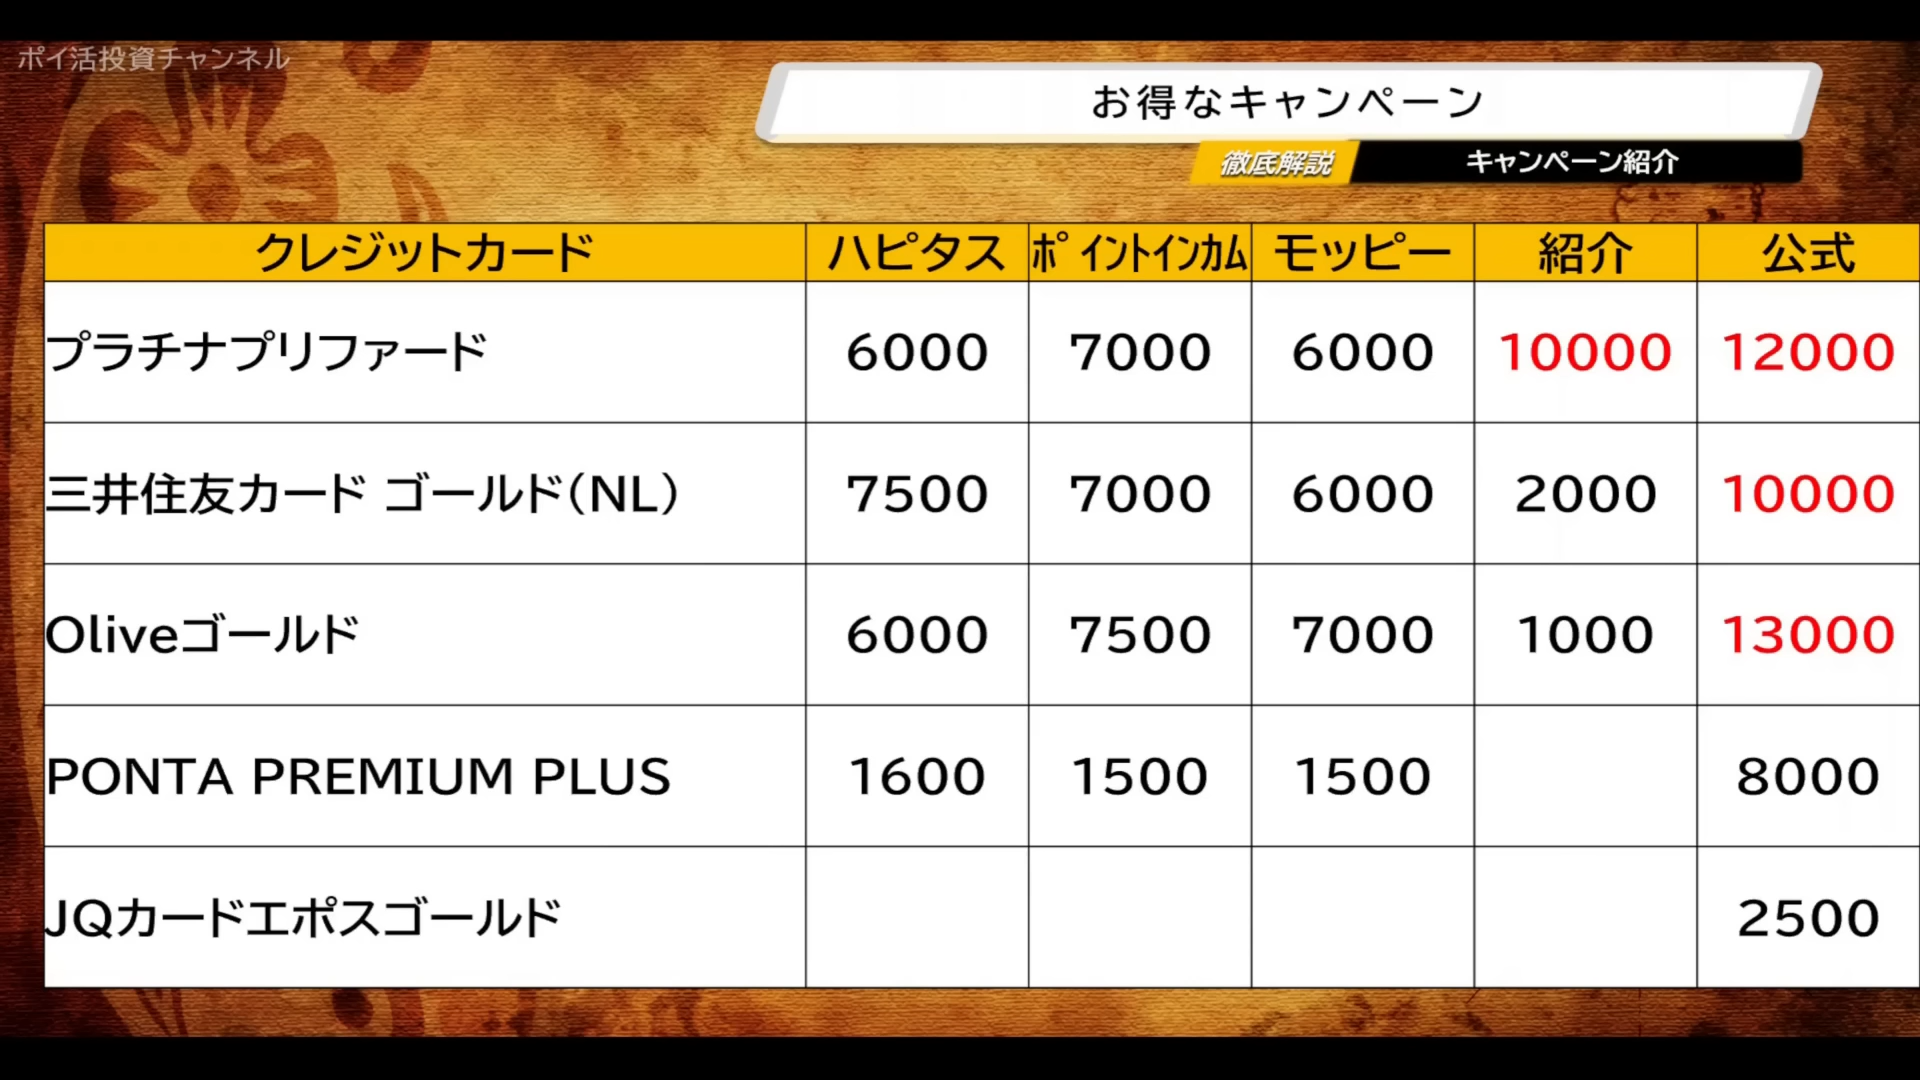 ポイ活投資チャンネル
お得なキャンペーン
徹底解説 キャンペーン紹介
クレジットカード ハピタス ﾎﾟｲﾝﾄｲﾝｶﾑ モッピー 紹介 公式
プラチナプリファード 6000 7000 6000 10000 12000
三井住友カード ゴールド(NL) 7500 7000 6000 2000 10000
Oliveゴールド 6000 7500 7000 1000 13000
PONTA PREMIUM PLUS 1600 1500 1500 8000
JQカードエポスゴールド 2500